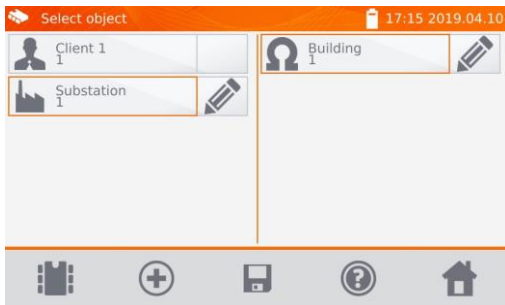 Select object
17:15 2019.04.10
Client 1
1
Substation
1
Building
1